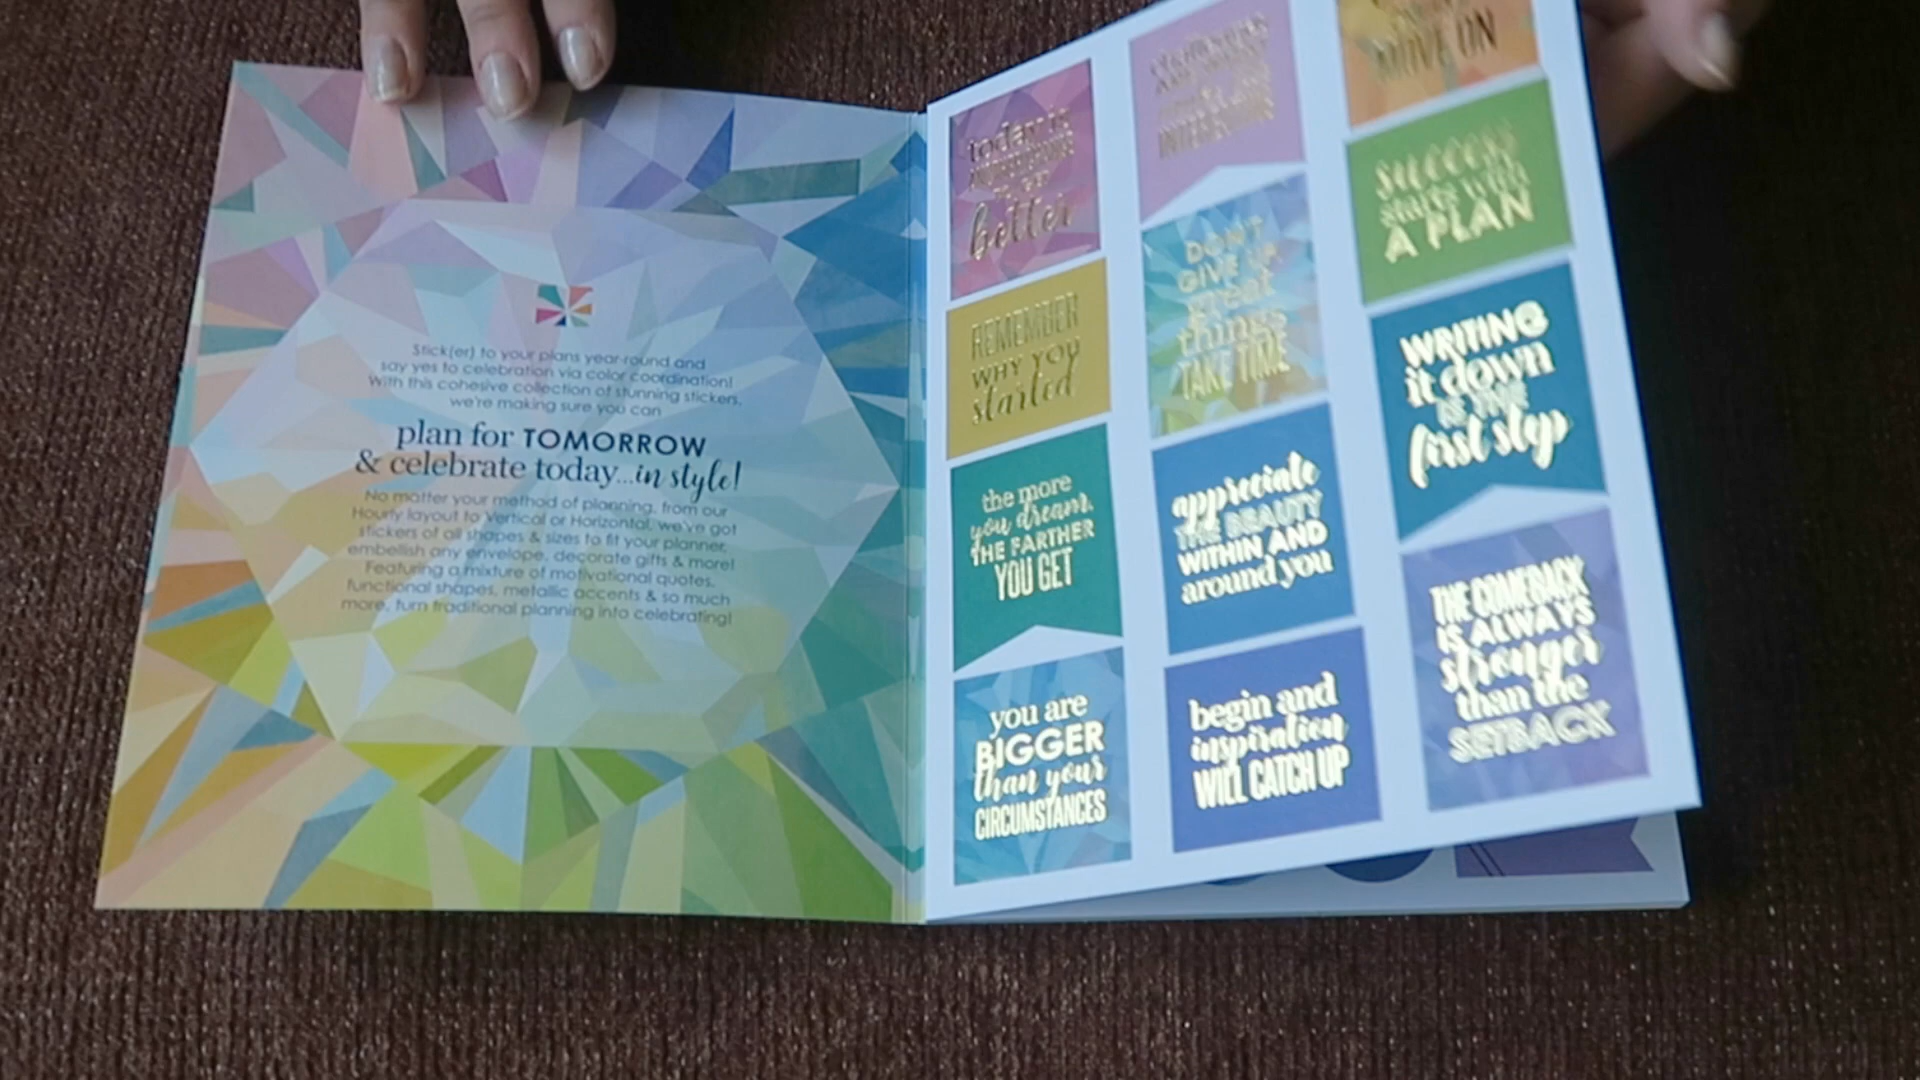 Stick(er) to your plans year-round and
say yes to celebration via color coordination!
With this cohesive collection of stunning stickers,
we're making sure you can
plan for TOMORROW
& celebrate today...in style!
No matter your method of planning, from our
Hourly layout to Vertical or Horizontal, we've got
stickers of all shapes & sizes to fit your planner,
embellish any envelope, decorate gifts & more!
Featuring a mixture of motivational quotes,
functional shapes, metallic accents & so much
more, turn traditional planning into celebrating!
today is
better
REMEMBER
WHY YOU
started
the more
you dream,
THE FARTHER
YOU GET
you are
BIGGER
than your
CIRCUMSTANCES
DON'T
GIVE UP
great
things
TAKE TIME
appreciate
THE BEAUTY
WITHIN AND
around you
begin and
inspiration
WILL CATCH UP
MOVE ON
success
starts with
A PLAN
WRITING
it down
IS THE
first step
THE COMEBACK
IS ALWAYS
stronger
than the
SETBACK